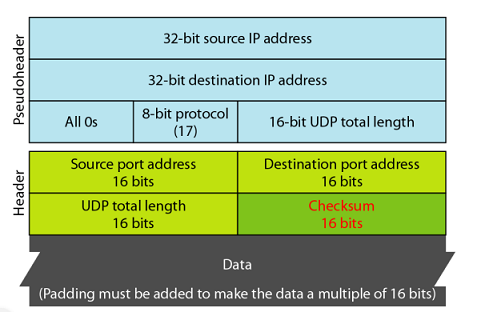 Pseudoheader
32-bit source IP address
32-bit destination IP address
All 0s
8-bit protocol
(17)
16-bit UDP total length
Header
Source port address
16 bits
Destination port address
16 bits
UDP total length
16 bits
Checksum
16 bits
Data
(Padding must be added to make the data a multiple of 16 bits)